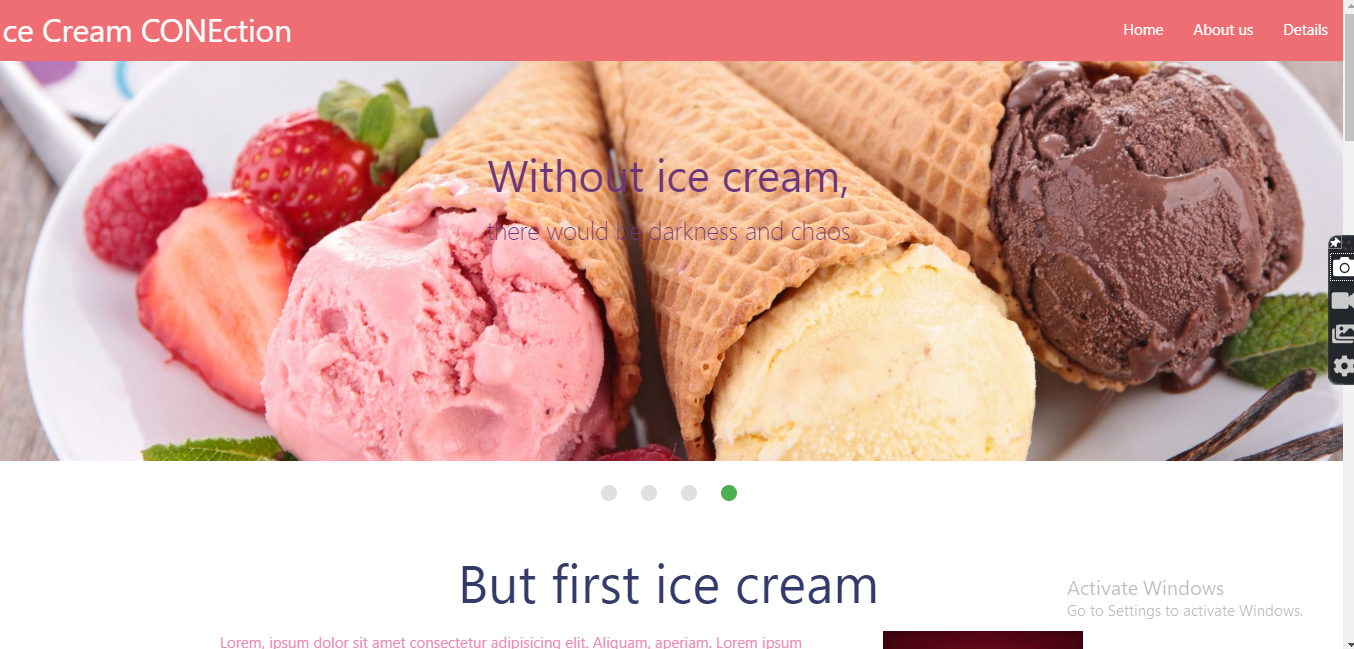 ce Cream CONEction
Home About us Details
Without ice cream,
there would be darkness and chaos
But first ice cream
Activate Windows
Go to Settings to activate Windows.
Lorem, ipsum dolor sit amet consectetur adipisicing elit. Aliquam, aperiam. Lorem ipsum